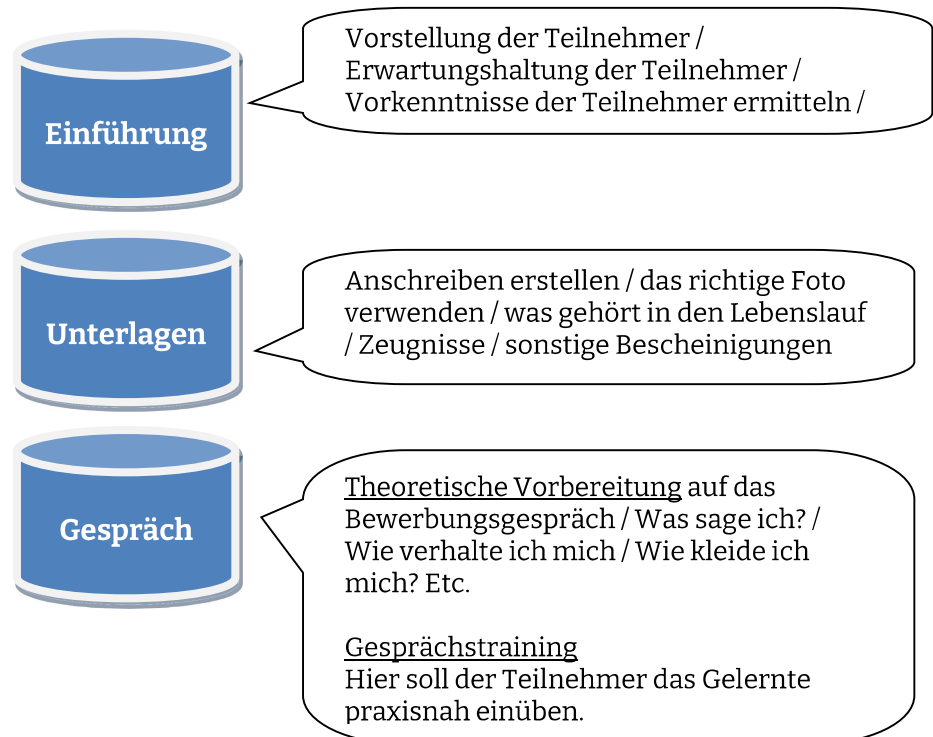 Einführung
Vorstellung der Teilnehmer /
Erwartungshaltung der Teilnehmer /
Vorkenntnisse der Teilnehmer ermitteln /
Unterlagen
Anschreiben erstellen / das richtige Foto
verwenden / was gehört in den Lebenslauf
/ Zeugnisse / sonstige Bescheinigungen
Gespräch
Theoretische Vorbereitung auf das
Bewerbungsgespräch / Was sage ich? /
Wie verhalte ich mich / Wie kleide ich
mich? Etc.
Gesprächstraining
Hier soll der Teilnehmer das Gelernte
praxisnah einüben.